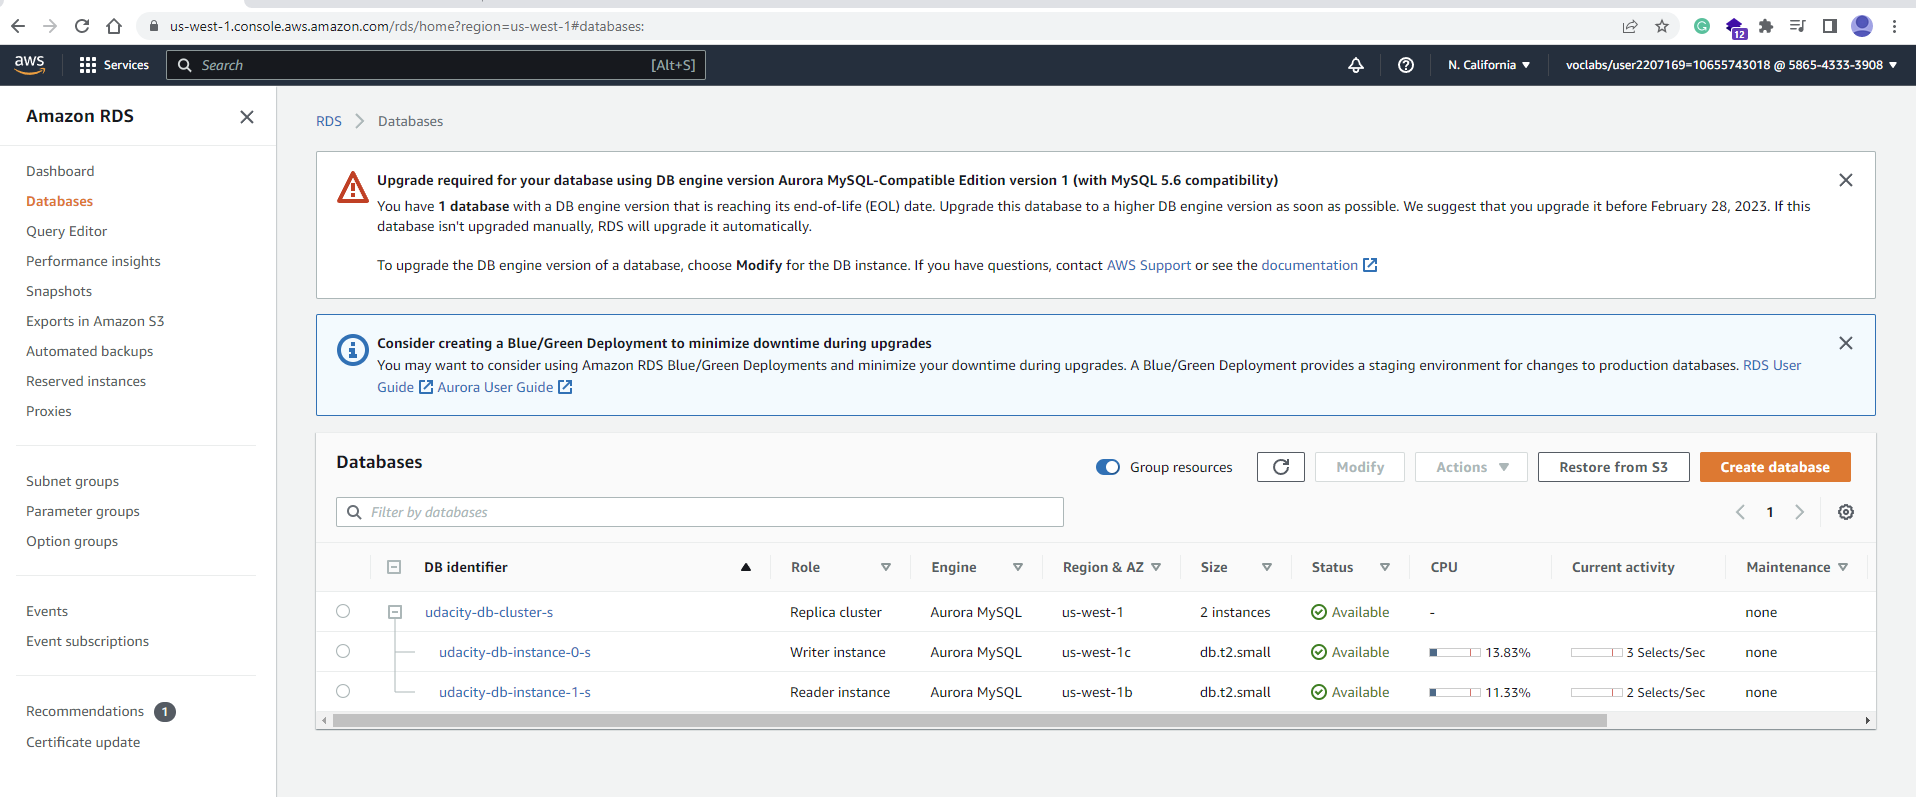 us-west-1.console.aws.amazon.com/rds/home?region=us-west-1#databases:
12
aws
Services
Search
[Alt+S]
N. California
voclabs/user2207169=10655743018 @ 5865-4333-3908
Amazon RDS
Dashboard
Databases
Query Editor
Performance insights
Snapshots
Exports in Amazon S3
Automated backups
Reserved instances
Proxies
Subnet groups
Parameter groups
Option groups
Events
Event subscriptions
Recommendations 1
Certificate update
RDS > Databases
Upgrade required for your database using DB engine version Aurora MySQL-Compatible Edition version 1 (with MySQL 5.6 compatibility)
You have 1 database with a DB engine version that is reaching its end-of-life (EOL) date. Upgrade this database to a higher DB engine version as soon as possible. We suggest that you upgrade it before February 28, 2023. If this
database isn't upgraded manually, RDS will upgrade it automatically.
To upgrade the DB engine version of a database, choose Modify for the DB instance. If you have questions, contact AWS Support or see the documentation
Consider creating a Blue/Green Deployment to minimize downtime during upgrades
You may want to consider using Amazon RDS Blue/Green Deployments and minimize your downtime during upgrades. A Blue/Green Deployment provides a staging environment for changes to production databases. RDS User
Guide Aurora User Guide
Databases
Group resources
Modify
Actions
Restore from S3
Create database
Filter by databases
1
DB identifier Role Engine Region & AZ Size Status CPU Current activity Maintenance
udacity-db-cluster-s Replica cluster Aurora MySQL us-west-1 2 instances Available - none
udacity-db-instance-0-s Writer instance Aurora MySQL us-west-1c db.t2.small Available 13.83% 3 Selects/Sec none
udacity-db-instance-1-s Reader instance Aurora MySQL us-west-1b db.t2.small Available 11.33% 2 Selects/Sec none